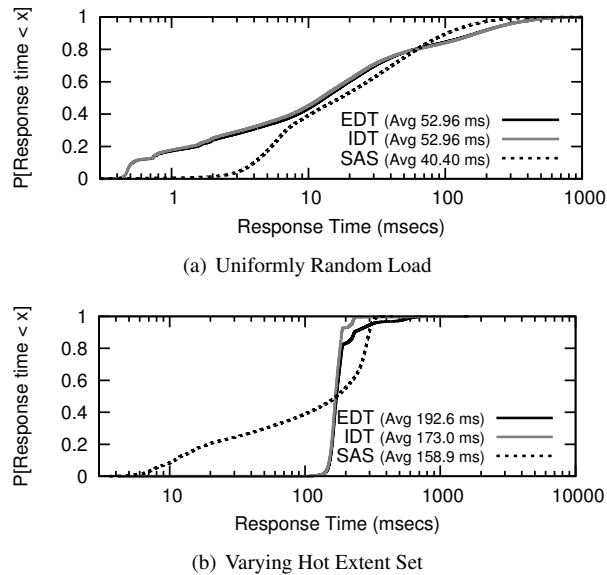 P[Response time < x]
1
0.8
0.6
0.4
0.2
0
EDT (Avg 52.96 ms)
IDT (Avg 52.96 ms)
SAS (Avg 40.40 ms)
1 10 100 1000
Response Time (msecs)
(a) Uniformly Random Load
P[Response time < x]
1
0.8
0.6
0.4
0.2
0
EDT (Avg 192.6 ms)
IDT (Avg 173.0 ms)
SAS (Avg 158.9 ms)
10 100 1000 10000
Response Time (msecs)
(b) Varying Hot Extent Set